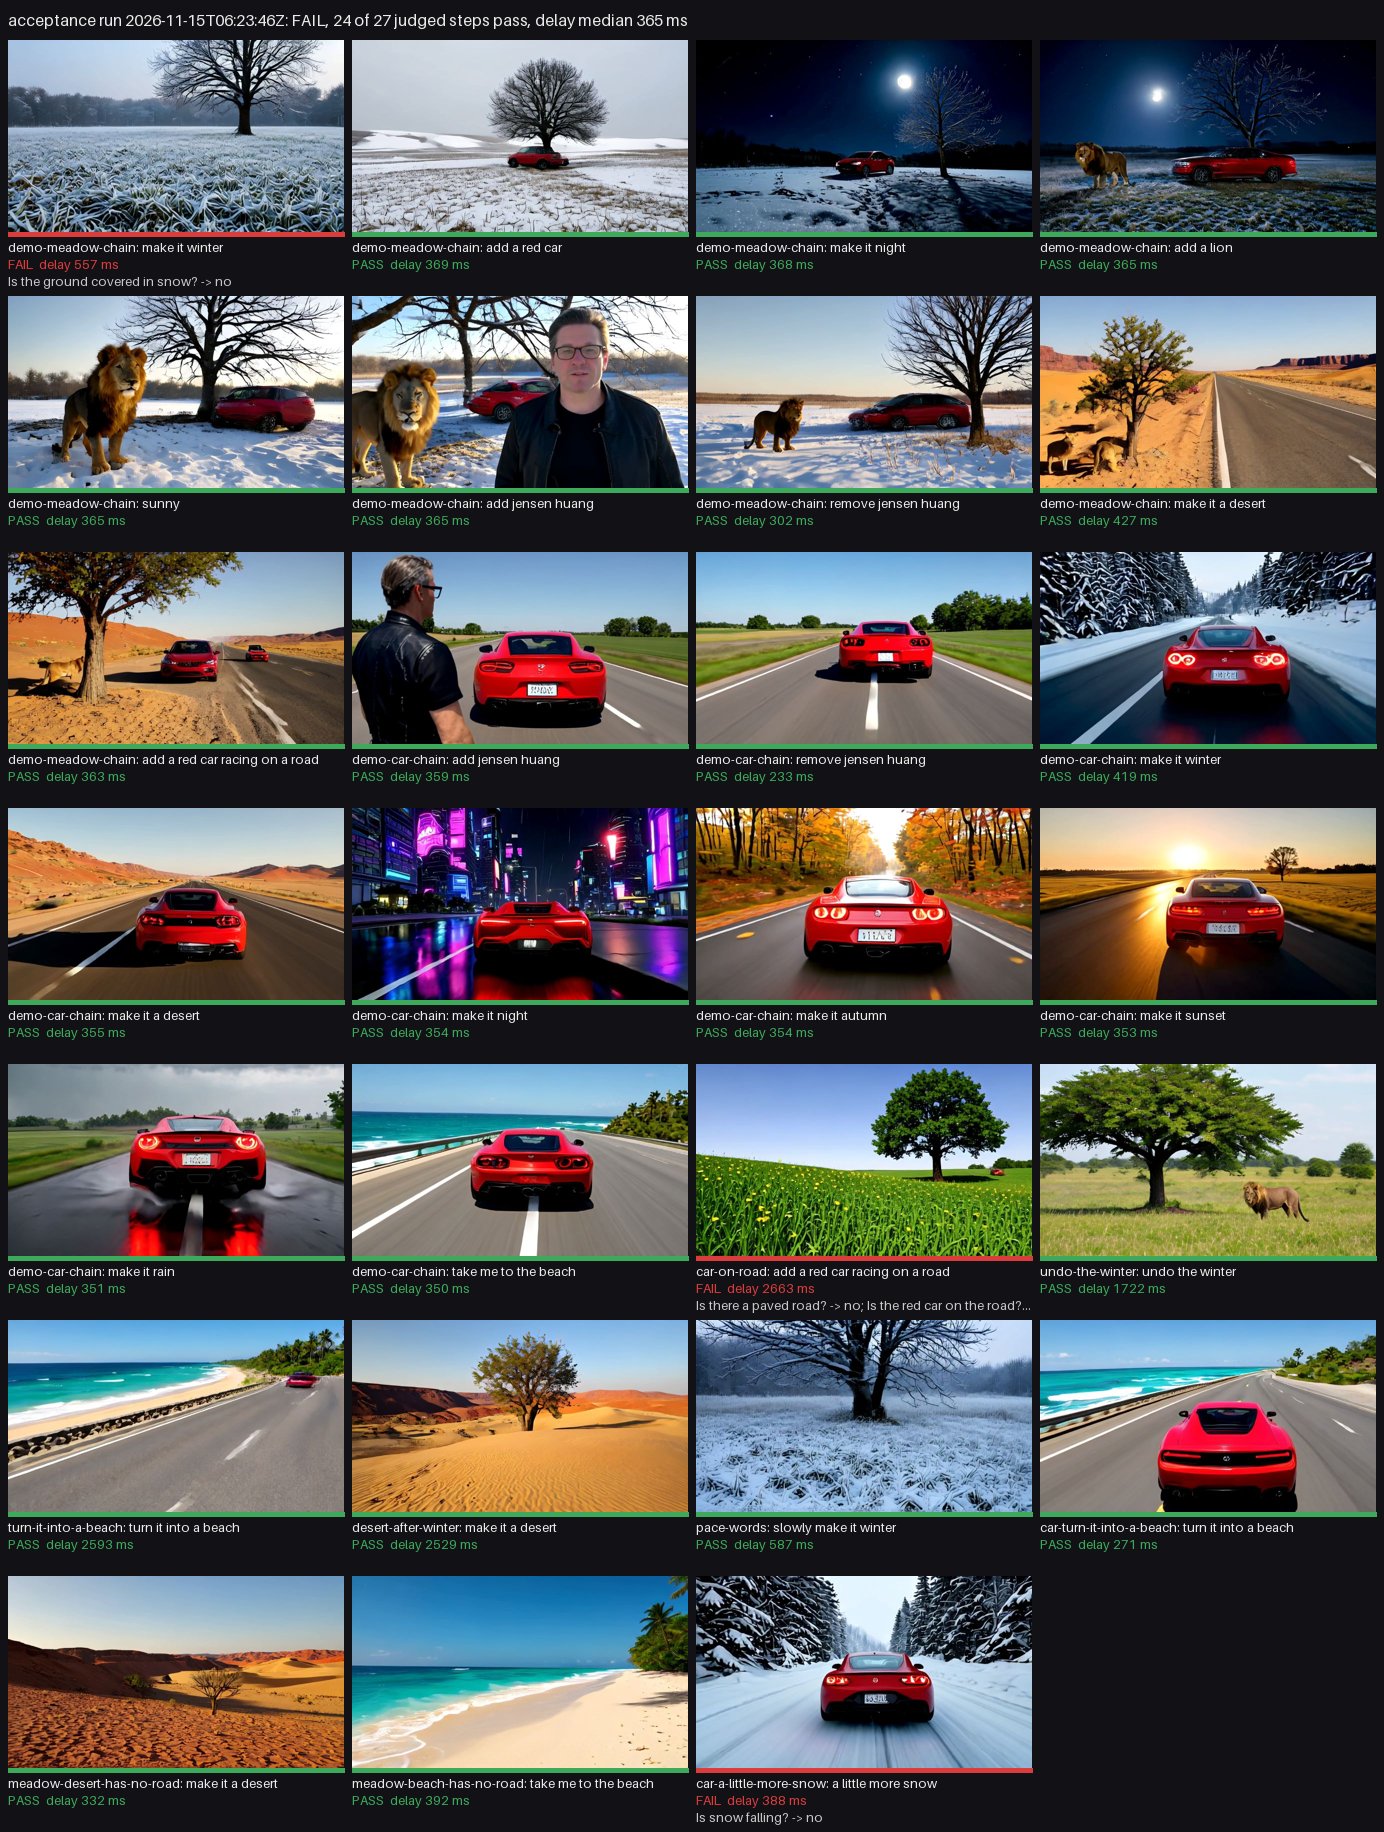 acceptance run 2026-11-15T06:23:46Z: FAIL, 24 of 27 judged steps pass, delay median 365 ms
demo-meadow-chain: make it winter
FAIL delay 557 ms
Is the ground covered in snow? -> no
demo-meadow-chain: add a red car
PASS delay 369 ms
demo-meadow-chain: make it night
PASS delay 368 ms
demo-meadow-chain: add a lion
PASS delay 365 ms
demo-meadow-chain: sunny
PASS delay 365 ms
demo-meadow-chain: add jensen huang
PASS delay 365 ms
demo-meadow-chain: remove jensen huang
PASS delay 302 ms
demo-meadow-chain: make it a desert
PASS delay 427 ms
demo-meadow-chain: add a red car racing on a road
PASS delay 363 ms
demo-car-chain: add jensen huang
PASS delay 359 ms
demo-car-chain: remove jensen huang
PASS delay 233 ms
demo-car-chain: make it winter
PASS delay 419 ms
demo-car-chain: make it a desert
PASS delay 355 ms
demo-car-chain: make it night
PASS delay 354 ms
demo-car-chain: make it autumn
PASS delay 354 ms
demo-car-chain: make it sunset
PASS delay 353 ms
demo-car-chain: make it rain
PASS delay 351 ms
demo-car-chain: take me to the beach
PASS delay 350 ms
car-on-road: add a red car racing on a road
FAIL delay 2663 ms
Is there a paved road? -> no; Is the red car on the road?...
undo-the-winter: undo the winter
PASS delay 1722 ms
turn-it-into-a-beach: turn it into a beach
PASS delay 2593 ms
desert-after-winter: make it a desert
PASS delay 2529 ms
pace-words: slowly make it winter
PASS delay 587 ms
car-turn-it-into-a-beach: turn it into a beach
PASS delay 271 ms
meadow-desert-has-no-road: make it a desert
PASS delay 332 ms
meadow-beach-has-no-road: take me to the beach
PASS delay 392 ms
car-a-little-more-snow: a little more snow
FAIL delay 388 ms
Is snow falling? -> no